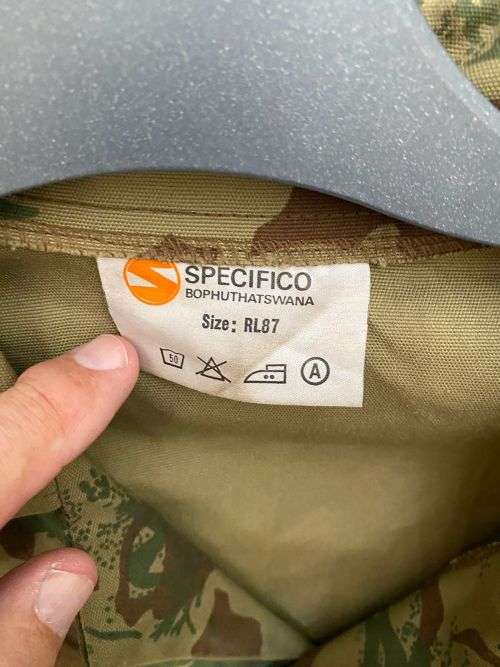 SPECIFICO
BOPHUTHATSWANA
Size: RL87
50
A